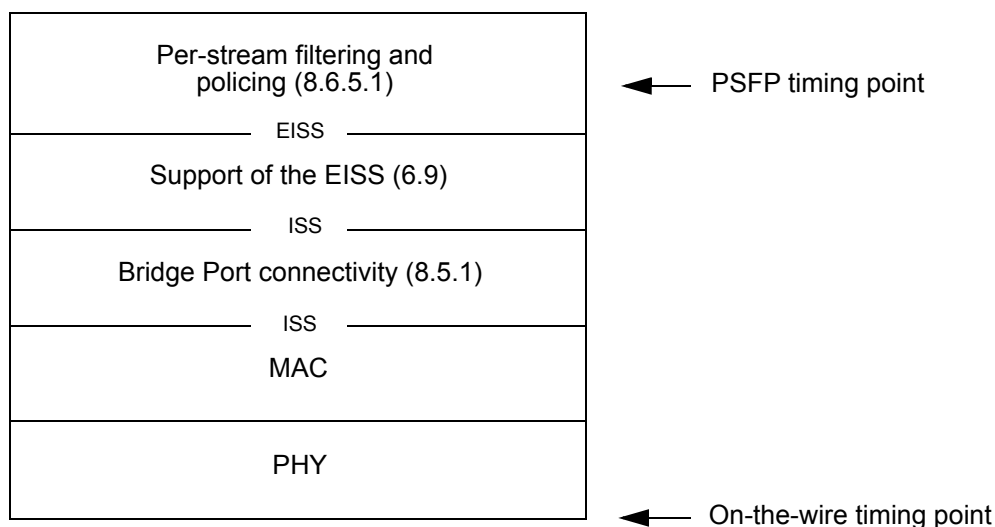 Per-stream filtering and
policing (8.6.5.1)
PSFP timing point
EISS
Support of the EISS (6.9)
ISS
Bridge Port connectivity (8.5.1)
ISS
MAC
PHY
On-the-wire timing point